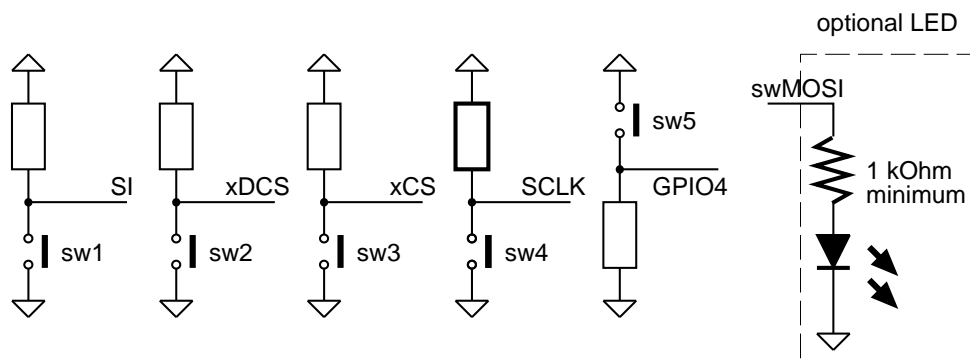 optional LED
swMOSI
sw5
SI
xDCS
xCS
SCLK
GPIO4
1 kOhm
minimum
sw1
sw2
sw3
sw4